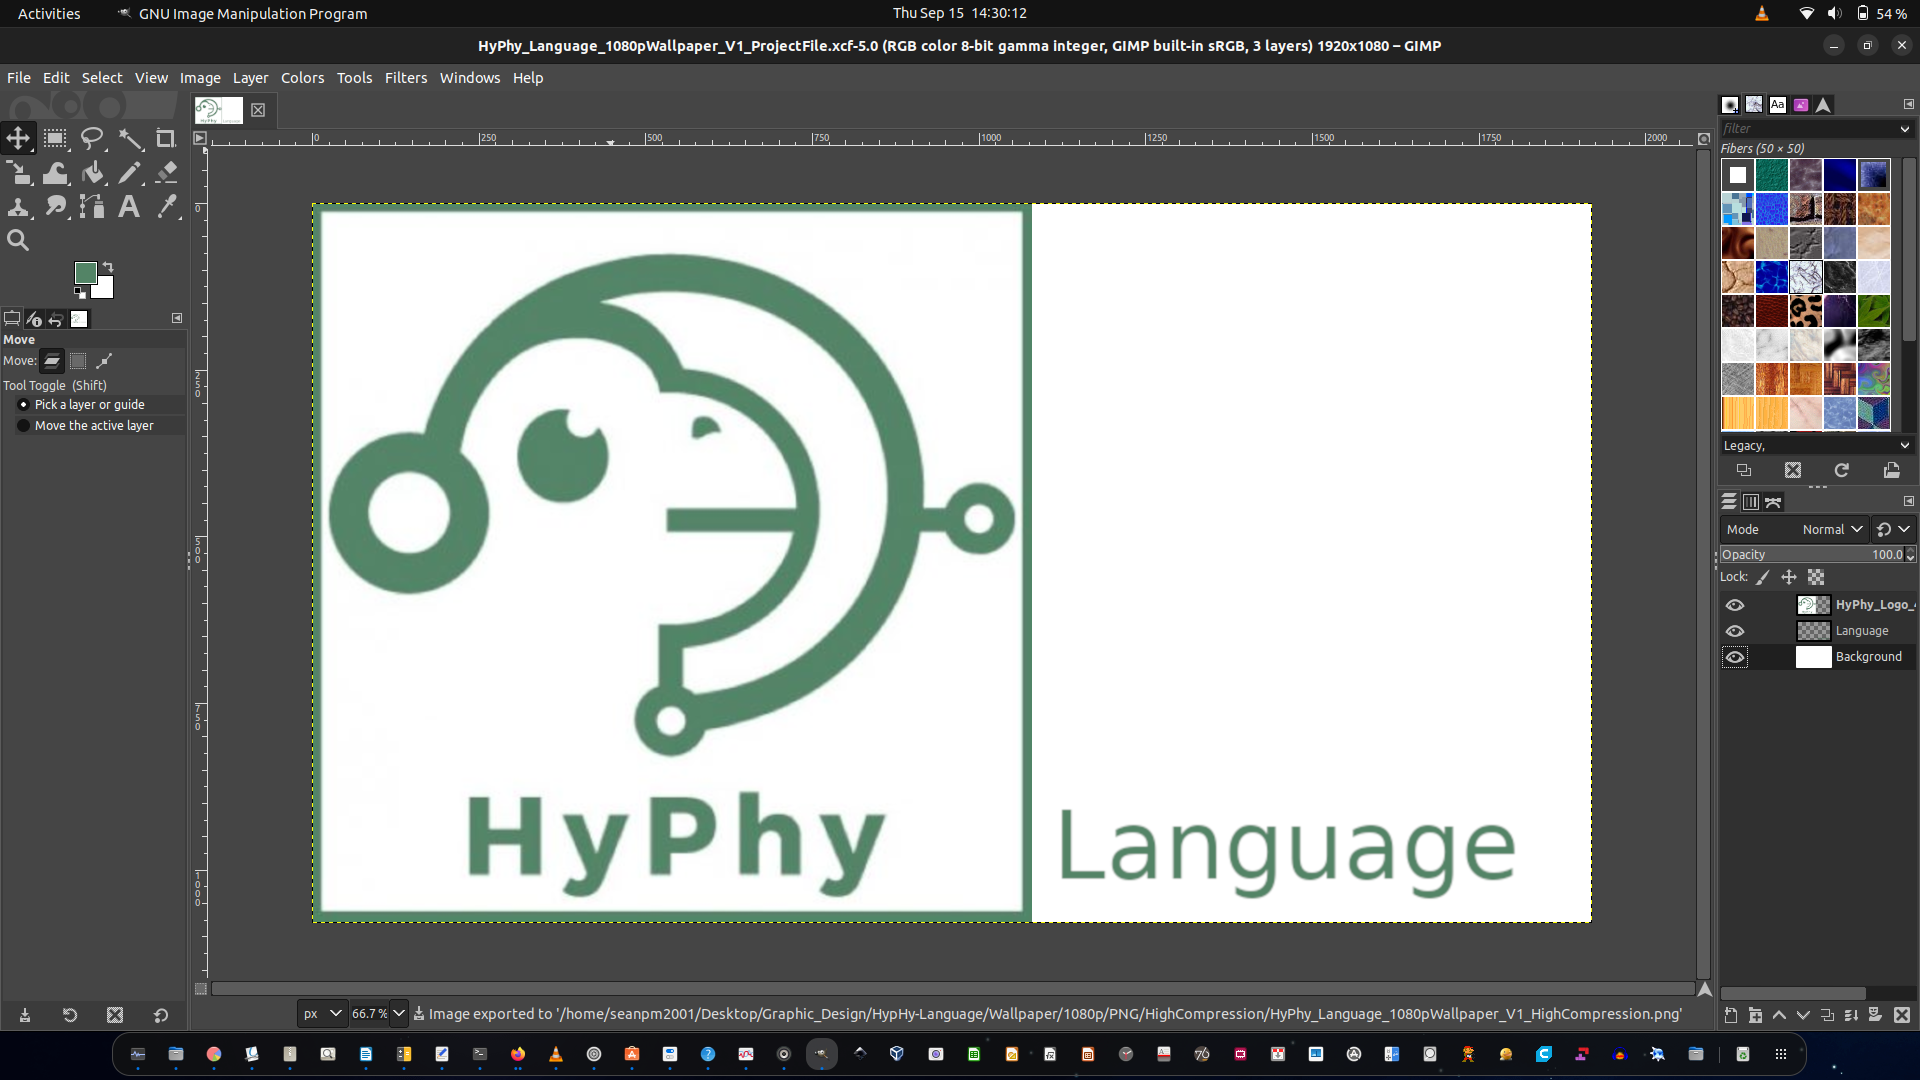 Activities
GNU Image Manipulation Program
Thu Sep 15 14:30:12
54 %
HyPhy_Language_1080pWallpaper_V1_ProjectFile.xcf-5.0 (RGB color 8-bit gamma integer, GIMP built-in sRGB, 3 layers) 1920x1080 – GIMP
File Edit Select View Image Layer Colors Tools Filters Windows Help
0 250 500 750 1000 1250 1500 1750 2000
0
250
500
750
1000
Move
Move:
Tool Toggle (Shift)
Pick a layer or guide
Move the active layer
HyPhy
Language
filter
Fibers (50 × 50)
Legacy,
Mode Normal
Opacity 100.0
Lock:
HyPhy_Logo_
Language
Background
px 66.7 % Image exported to '/home/seanpm2001/Desktop/Graphic_Design/HypHy-Language/Wallpaper/1080p/PNG/HighCompression/HyPhy_Language_1080pWallpaper_V1_HighCompression.png'